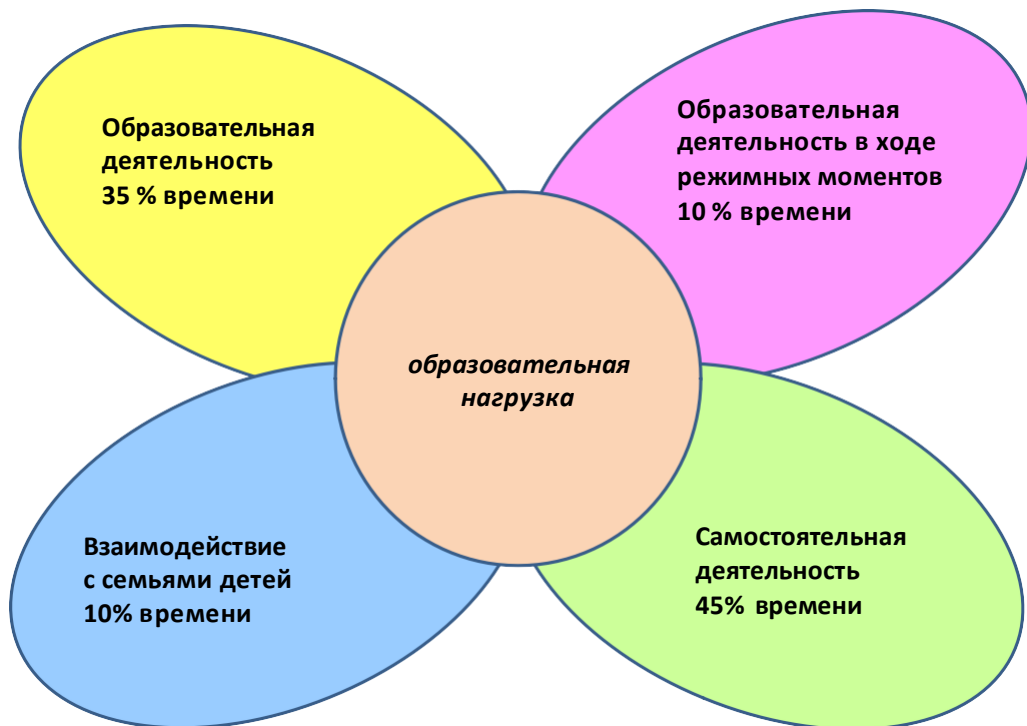 Образовательная
деятельность
35 % времени
Образовательная
деятельность в ходе
режимных моментов
10 % времени
образовательная
нагрузка
Взаимодействие
с семьями детей
10% времени
Самостоятельная
деятельность
45% времени